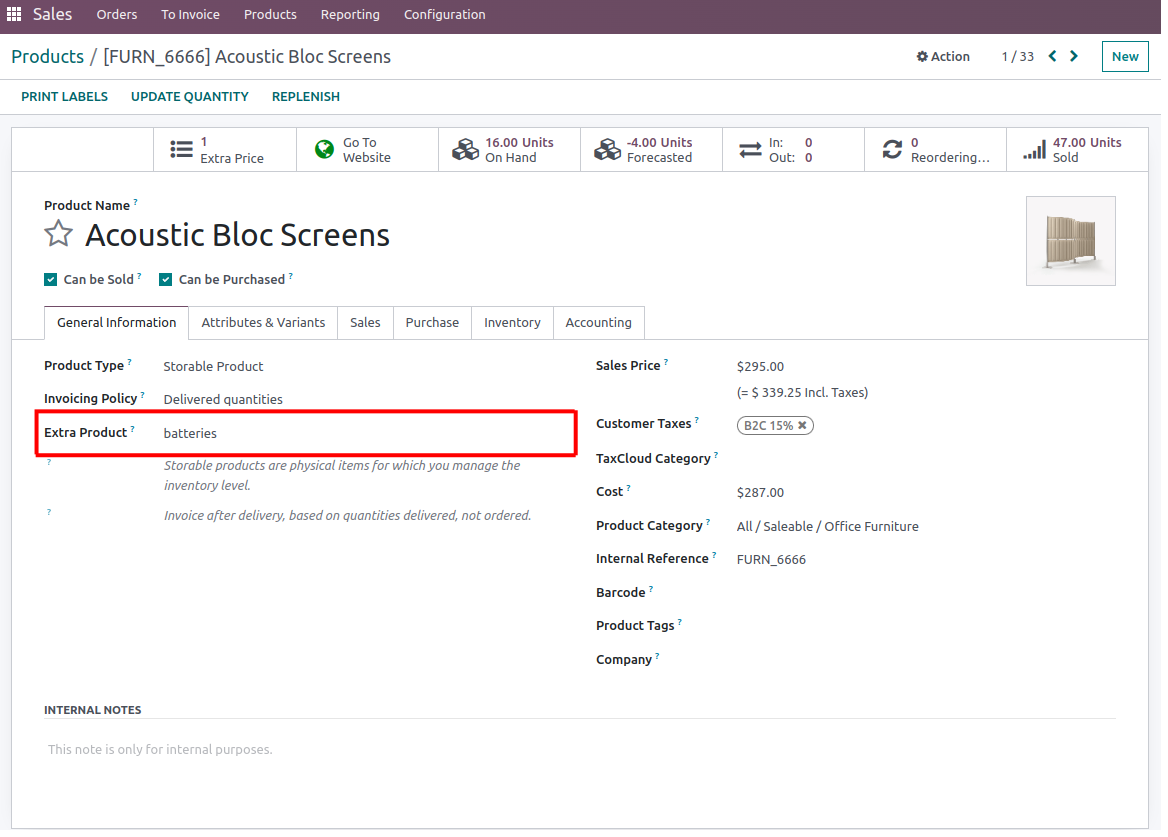 Sales Orders To Invoice Products Reporting Configuration
Products / [FURN_6666] Acoustic Bloc Screens Action 1 / 33 New
PRINT LABELS UPDATE QUANTITY REPLENISH
1 Extra Price
Go To Website
16.00 Units On Hand
-4.00 Units Forecasted
In: 0
Out: 0
0 Reordering...
47.00 Units Sold
Product Name ?
Acoustic Bloc Screens
Can be Sold ? Can be Purchased ?
General Information Attributes & Variants Sales Purchase Inventory Accounting
Product Type ? Storable Product
Invoicing Policy ? Delivered quantities
Extra Product ? batteries
? Storable products are physical items for which you manage the
inventory level.
? Invoice after delivery, based on quantities delivered, not ordered.
Sales Price ? $295.00
(= $ 339.25 Incl. Taxes)
Customer Taxes ? B2C 15% ✖
TaxCloud Category ?
Cost ? $287.00
Product Category ? All / Saleable / Office Furniture
Internal Reference ? FURN_6666
Barcode ?
Product Tags ?
Company ?
INTERNAL NOTES
This note is only for internal purposes.